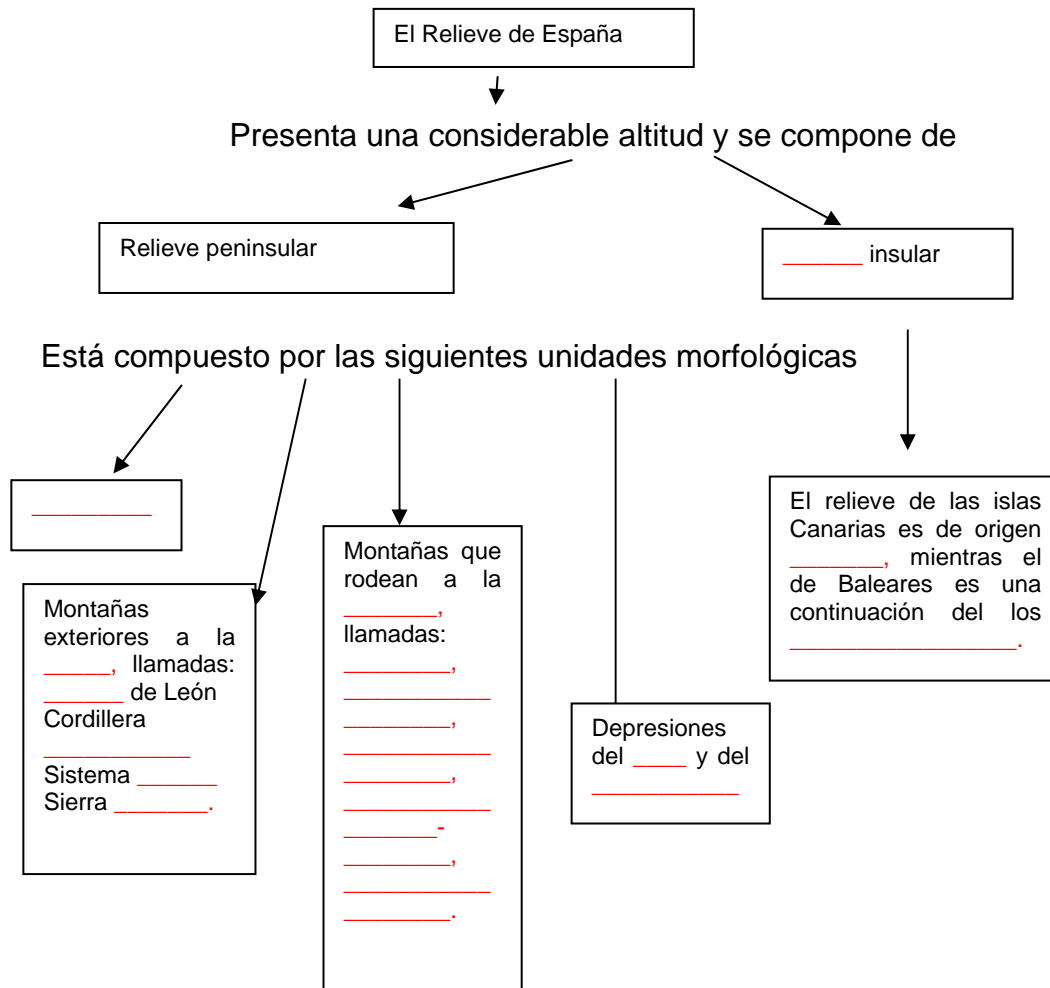 El Relieve de España
Presenta una considerable altitud y se compone de
Relieve peninsular
______ insular
Está compuesto por las siguientes unidades morfológicas
_________
Montañas
exteriores a la
_____, llamadas:
______ de León
Cordillera
___________
Sistema ______
Sierra _______.
Montañas que
rodean a la
_______,
llamadas:
________,
___________
________,
___________
________,
___________
_______-
________,
___________
________.
Depresiones
del ____ y del
___________
El relieve de las islas
Canarias es de origen
_______, mientras el
de Baleares es una
continuación del los
_________________.